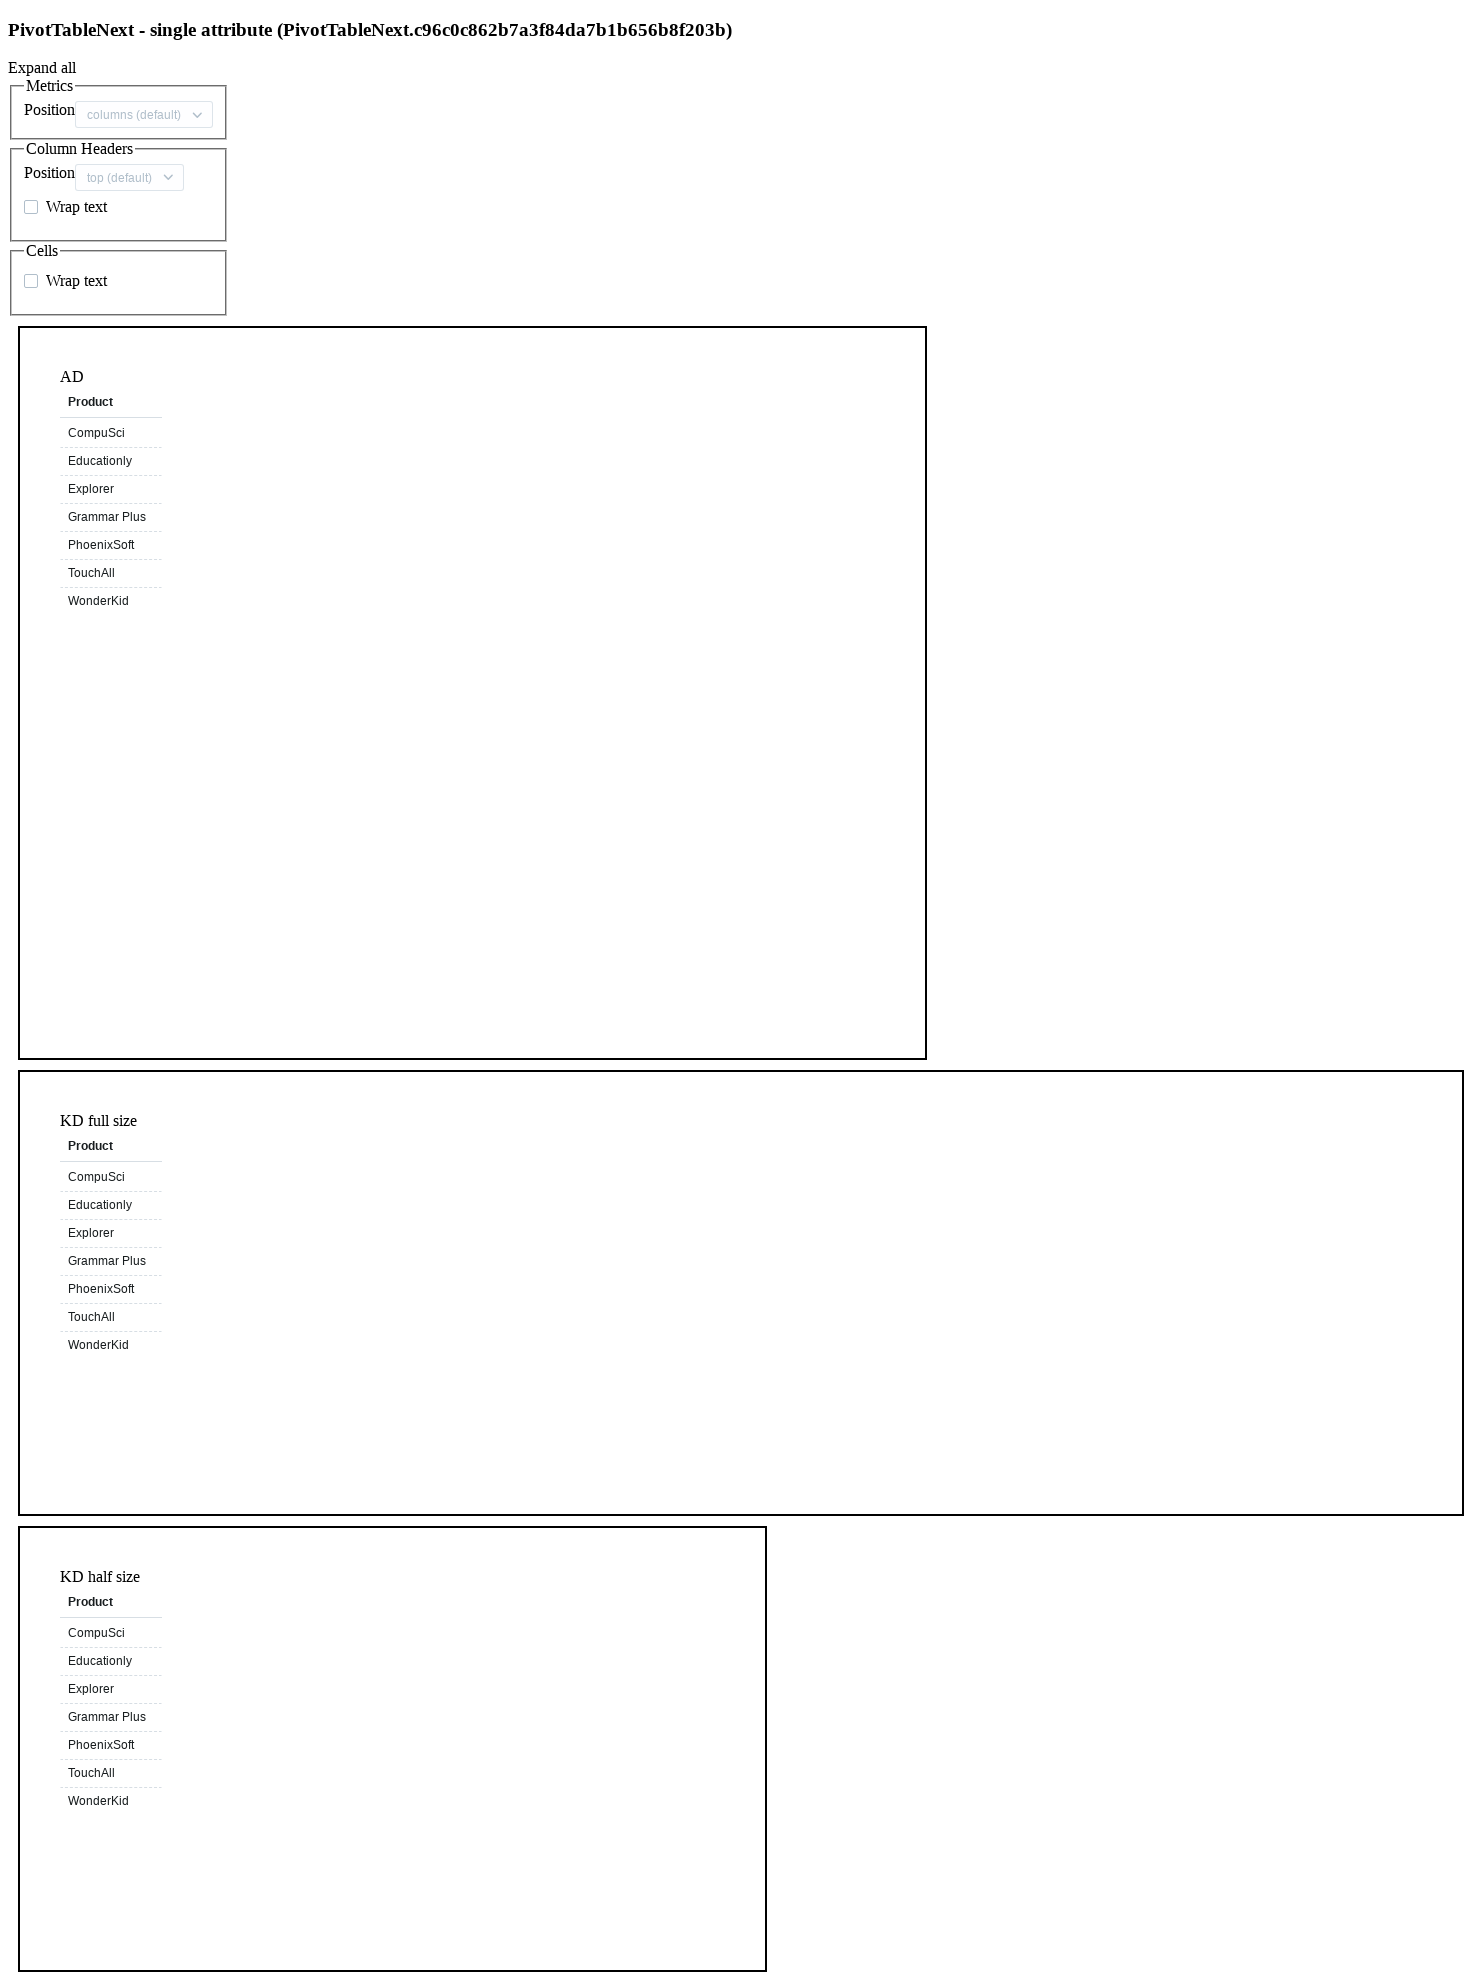 PivotTableNext - single attribute (PivotTableNext.c96c0c862b7a3f84da7b1b656b8f203b)
Expand all
Metrics
Position columns (default)
Column Headers
Position top (default)
Wrap text
Cells
Wrap text
AD
Product
CompuSci
Educationly
Explorer
Grammar Plus
PhoenixSoft
TouchAll
WonderKid
KD full size
Product
CompuSci
Educationly
Explorer
Grammar Plus
PhoenixSoft
TouchAll
WonderKid
KD half size
Product
CompuSci
Educationly
Explorer
Grammar Plus
PhoenixSoft
TouchAll
WonderKid